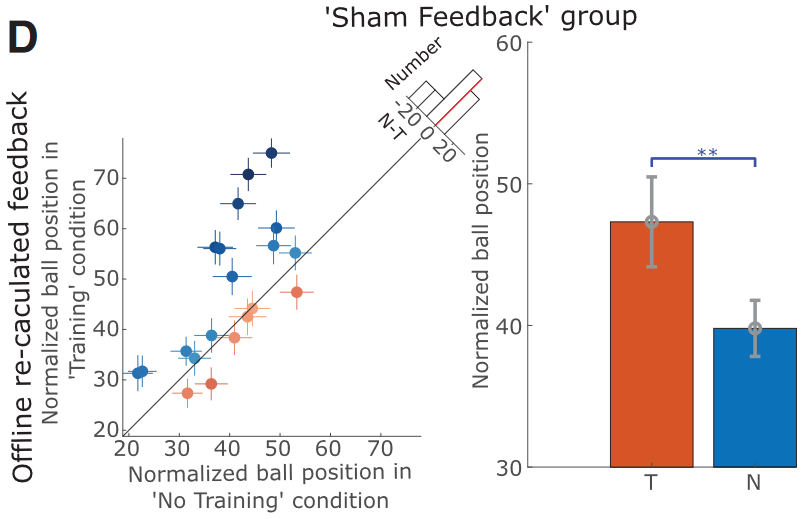 D
'Sham Feedback' group
Offline re-caculated feedback
Normalized ball position in
'Training' condition
70
60
50
40
30
20
20 30 40 50 60 70
Normalized ball position in
'No Training' condition
Number
N-T
-20 0 20
Normalized ball position
60
50
40
30
**
T N